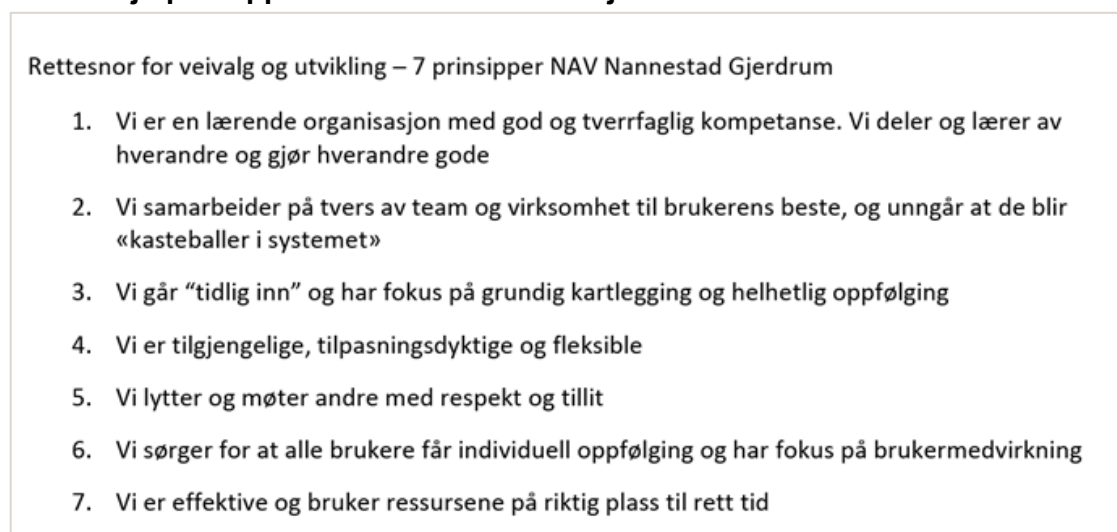 Rettesnor for veivalg og utvikling – 7 prinsipper NAV Nannestad Gjerdrum
1. Vi er en lærende organisasjon med god og tverrfaglig kompetanse. Vi deler og lærer av
hverandre og gjør hverandre gode
2. Vi samarbeider på tvers av team og virksomhet til brukerens beste, og unngår at de blir
«kasteballer i systemet»
3. Vi går “tidlig inn” og har fokus på grundig kartlegging og helhetlig oppfølging
4. Vi er tilgjengelige, tilpasningsdyktige og fleksible
5. Vi lytter og møter andre med respekt og tillit
6. Vi sørger for at alle brukere får individuell oppfølging og har fokus på brukermedvirkning
7. Vi er effektive og bruker ressursene på riktig plass til rett tid